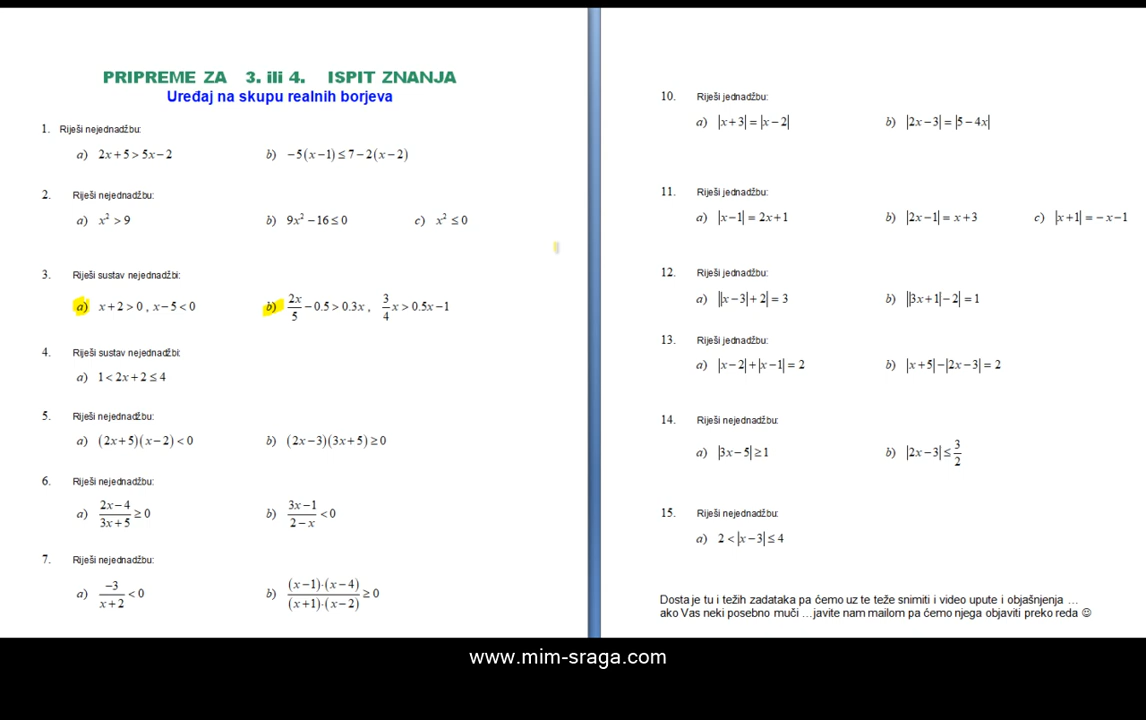 PRIPREME ZA 3. ili 4. ISPIT ZNANJA
Uređaj na skupu realnih borjeva
1. Riješi nejednadžbu:
a) 2x+5>5x−2 b) −5(x−1)≤7−2(x−2)
2. Riješi nejednadžbu:
a) x²>9 b) 9x²−16≤0 c) x²≤0
3. Riješi sustav nejednadžbi:
a) x+2>0, x−5<0 b) 2x/5−0.5>0.3x, 3/4x>0.5x−1
4. Riješi sustav nejednadžbi:
a) 1<2x+2≤4
5. Riješi nejednadžbu:
a) (2x+5)(x−2)<0 b) (2x−3)(3x+5)≥0
6. Riješi nejednadžbu:
a) (2x−4)/(3x+5)≥0 b) (3x−1)/(2−x)<0
7. Riješi nejednadžbu:
a) −3/(x+2)<0 b) (x−1)·(x−4)/(x+1)·(x−2)≥0
10. Riješi jednadžbu:
a) |x+3|=|x−2| b) |2x−3|=|5−4x|
11. Riješi jednadžbu:
a) |x−1|=2x+1 b) |2x−1|=x+3 c) |x+1|=−x−1
12. Riješi jednadžbu:
a) ||x−3|+2|=3 b) ||3x+1|−2|=1
13. Riješi jednadžbu:
a) |x−2|+|x−1|=2 b) |x+5|−|2x−3|=2
14. Riješi nejednadžbu:
a) |3x−5|≥1 b) |2x−3|≤3/2
15. Riješi nejednadžbu:
a) 2<|x−3|≤4
Dosta je tu i težih zadataka pa ćemo uz te teže snimiti i video upute i objašnjenja …
ako Vas neki posebno muči …javite nam mailom pa ćemo njega objaviti preko reda ☺
www.mim-sraga.com